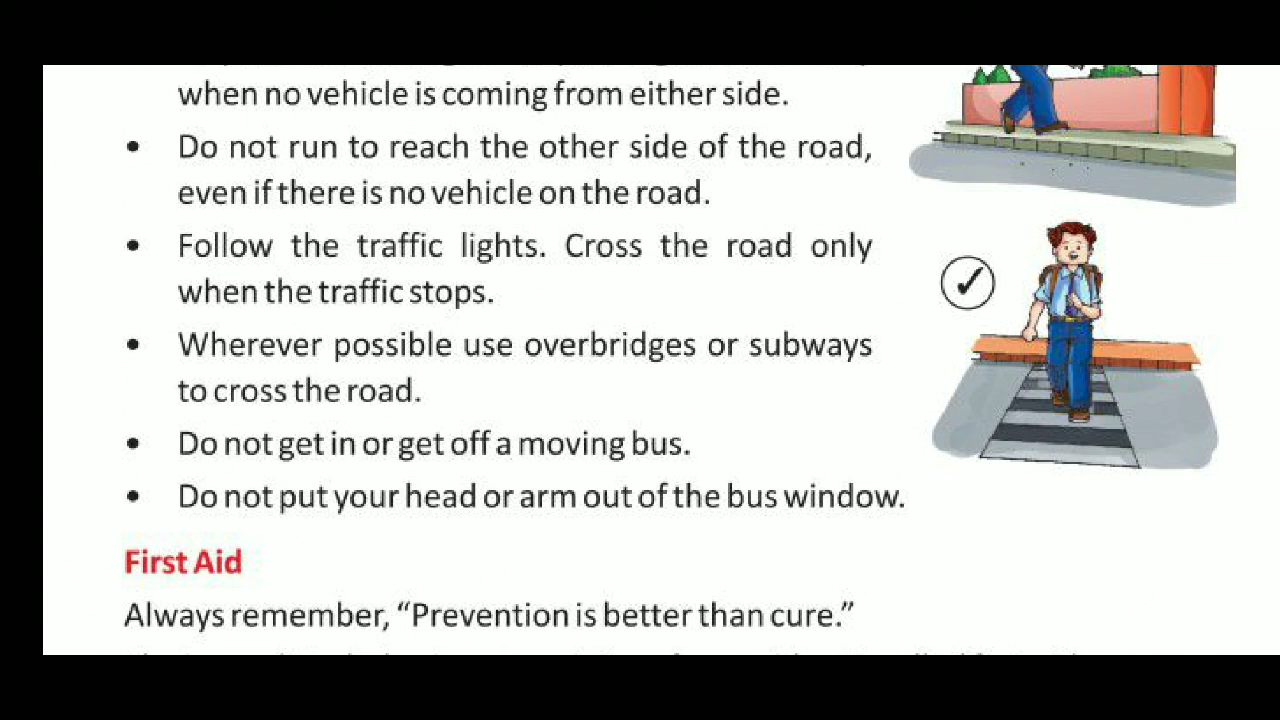 when no vehicle is coming from either side.
• Do not run to reach the other side of the road,
even if there is no vehicle on the road.
• Follow the traffic lights. Cross the road only
when the traffic stops.
• Wherever possible use overbridges or subways
to cross the road.
• Do not get in or get off a moving bus.
• Do not put your head or arm out of the bus window.
First Aid
Always remember, “Prevention is better than cure.”